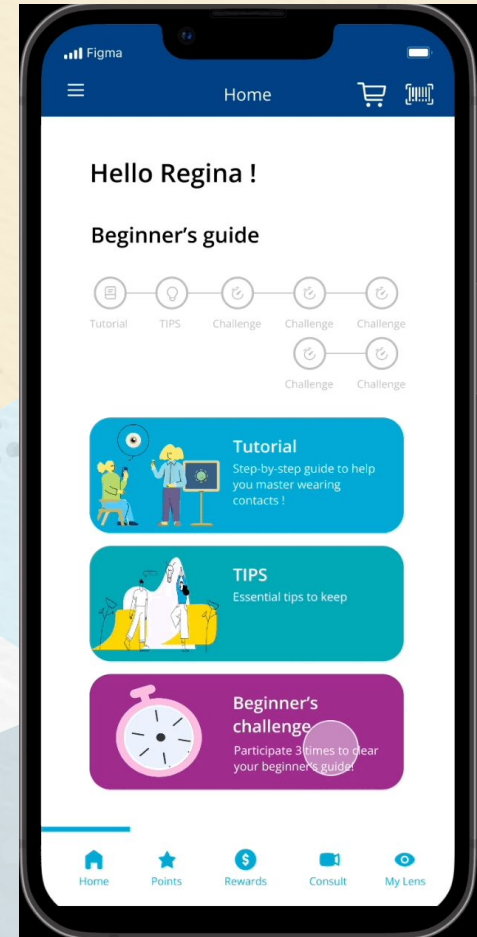 Figma
Home
Hello Regina !
Beginner's guide
Tutorial TIPS Challenge Challenge Challenge
Challenge Challenge
Tutorial
Step-by-step guide to help
you master wearing
contacts !
TIPS
Essential tips to keep
Beginner's
challenge
Participate 3 times to clear
your beginner's guide!
Home Points Rewards Consult My Lens